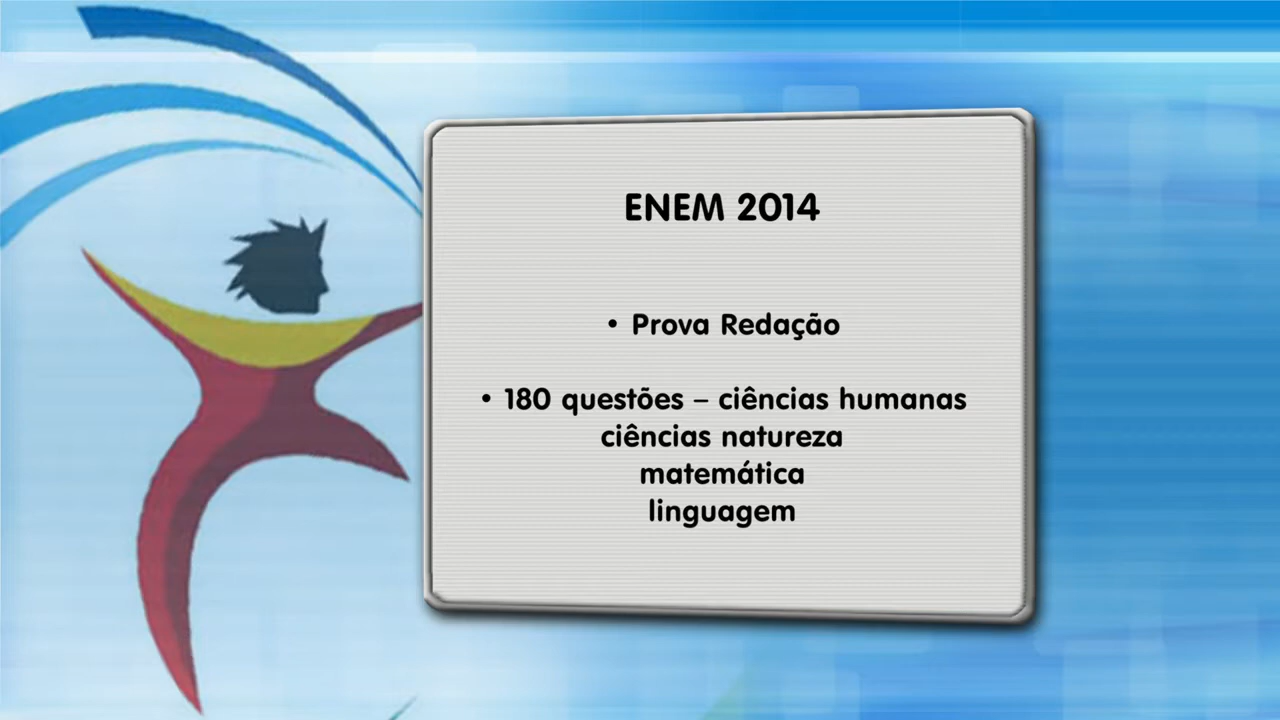 ENEM 2014
• Prova Redação
• 180 questões – ciências humanas
ciências natureza
matemática
linguagem